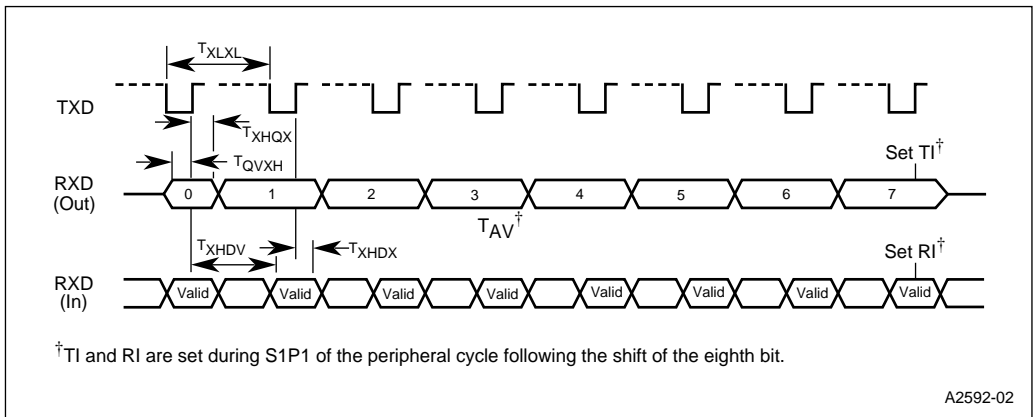 TXLXL
TXD
TXHQX
TQVXH
Set TI†
RXD
(Out)
0 1 2 3 4 5 6 7
TAV†
TXHDV
TXHDX
Set RI†
RXD
(In)
Valid Valid Valid Valid Valid Valid Valid Valid
†TI and RI are set during S1P1 of the peripheral cycle following the shift of the eighth bit.
A2592-02